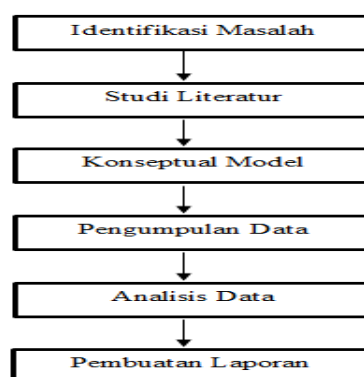 Identifikasi Masalah
Studi Literatur
Konseptual Model
Pengumpulan Data
Analisis Data
Pembuatan Laporan